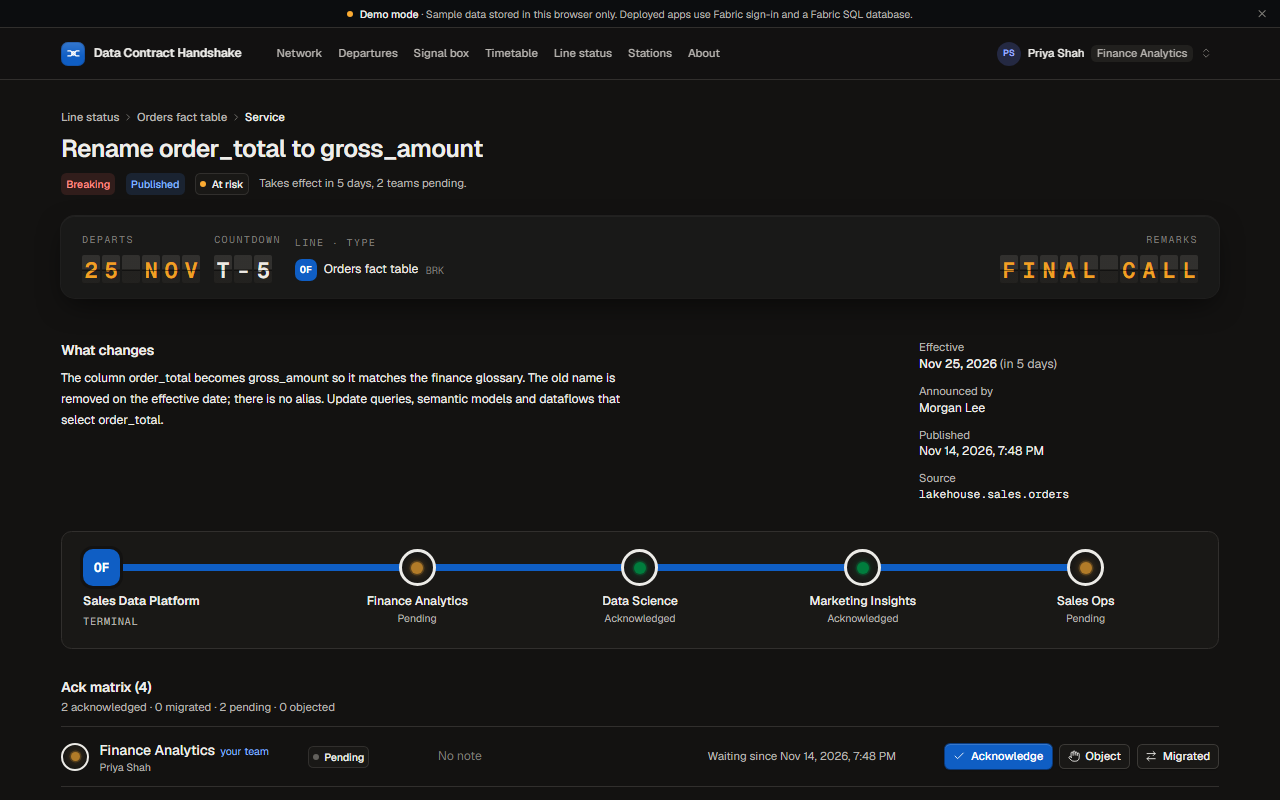 Demo mode · Sample data stored in this browser only. Deployed apps use Fabric sign-in and a Fabric SQL database.
Data Contract Handshake
Network Departures Signal box Timetable Line status Stations About
PS Priya Shah Finance Analytics
Line status › Orders fact table › Service
Rename order_total to gross_amount
Breaking Published At risk Takes effect in 5 days, 2 teams pending.
DEPARTS COUNTDOWN LINE · TYPE REMARKS
25 NOV T-5 OF Orders fact table BRK FINAL CALL
What changes
The column order_total becomes gross_amount so it matches the finance glossary. The old name is
removed on the effective date; there is no alias. Update queries, semantic models and dataflows that
select order_total.
Effective
Nov 25, 2026 (in 5 days)
Announced by
Morgan Lee
Published
Nov 14, 2026, 7:48 PM
Source
lakehouse.sales.orders
OF
Sales Data Platform Finance Analytics Data Science Marketing Insights Sales Ops
TERMINAL Pending Acknowledged Acknowledged Pending
Ack matrix (4)
2 acknowledged · 0 migrated · 2 pending · 0 objected
Finance Analytics your team
Priya Shah
Pending No note Waiting since Nov 14, 2026, 7:48 PM Acknowledge Object Migrated